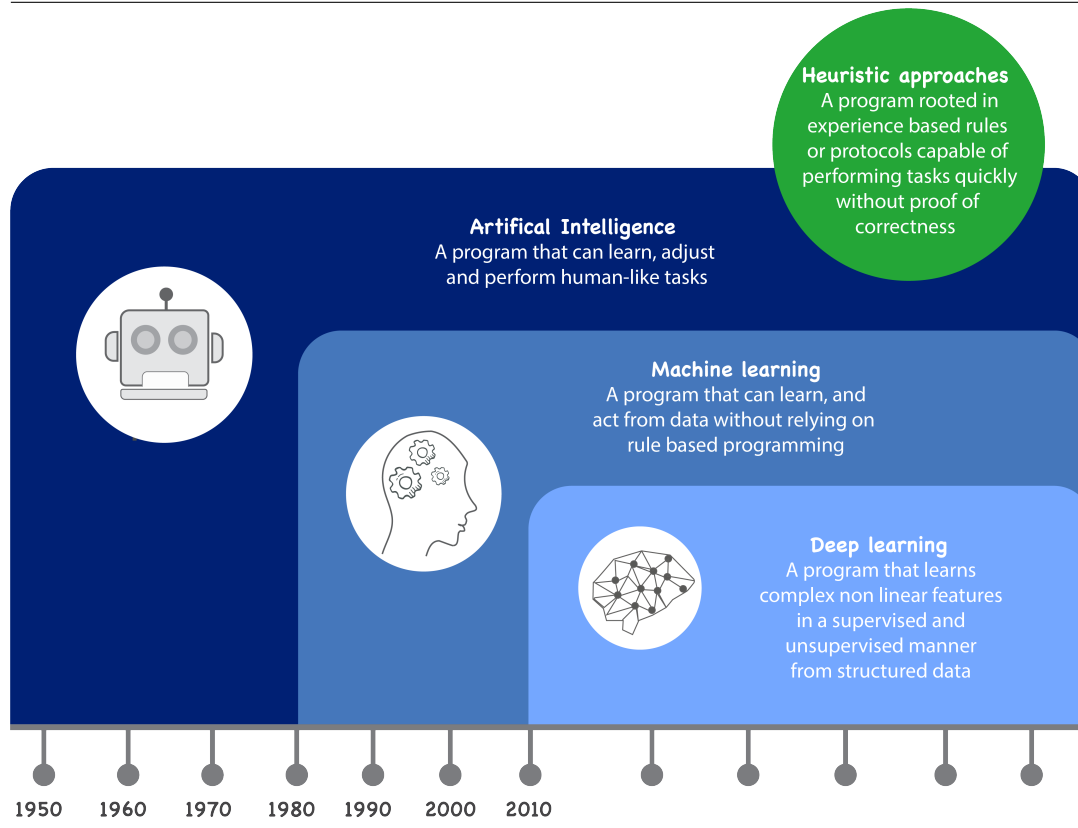 Heuristic approaches
A program rooted in
experience based rules
or protocols capable of
performing tasks quickly
without proof of
correctness
Artifical Intelligence
A program that can learn, adjust
and perform human-like tasks
Machine learning
A program that can learn, and
act from data without relying on
rule based programming
Deep learning
A program that learns
complex non linear features
in a supervised and
unsupervised manner
from structured data
1950 1960 1970 1980 1990 2000 2010